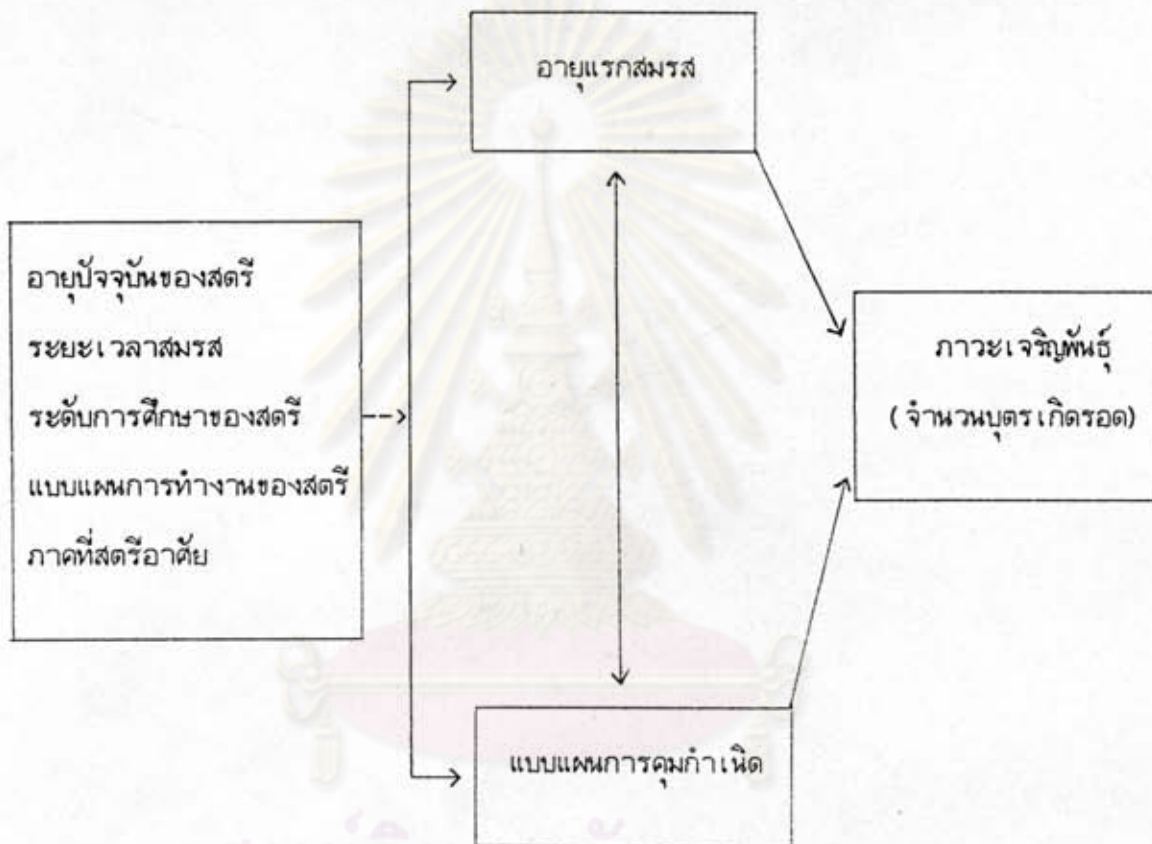 อายุแรกสมรส
อายุปัจจุบันของสตรี
ระยะเวลาสมรส
ระดับการศึกษาของสตรี
แบบแผนการทำงานของสตรี
ภาคที่สตรีอาศัย
ภาวะเจริญพันธุ์
(จำนวนบุตรเกิดรอด)
แบบแผนการคุมกำเนิด